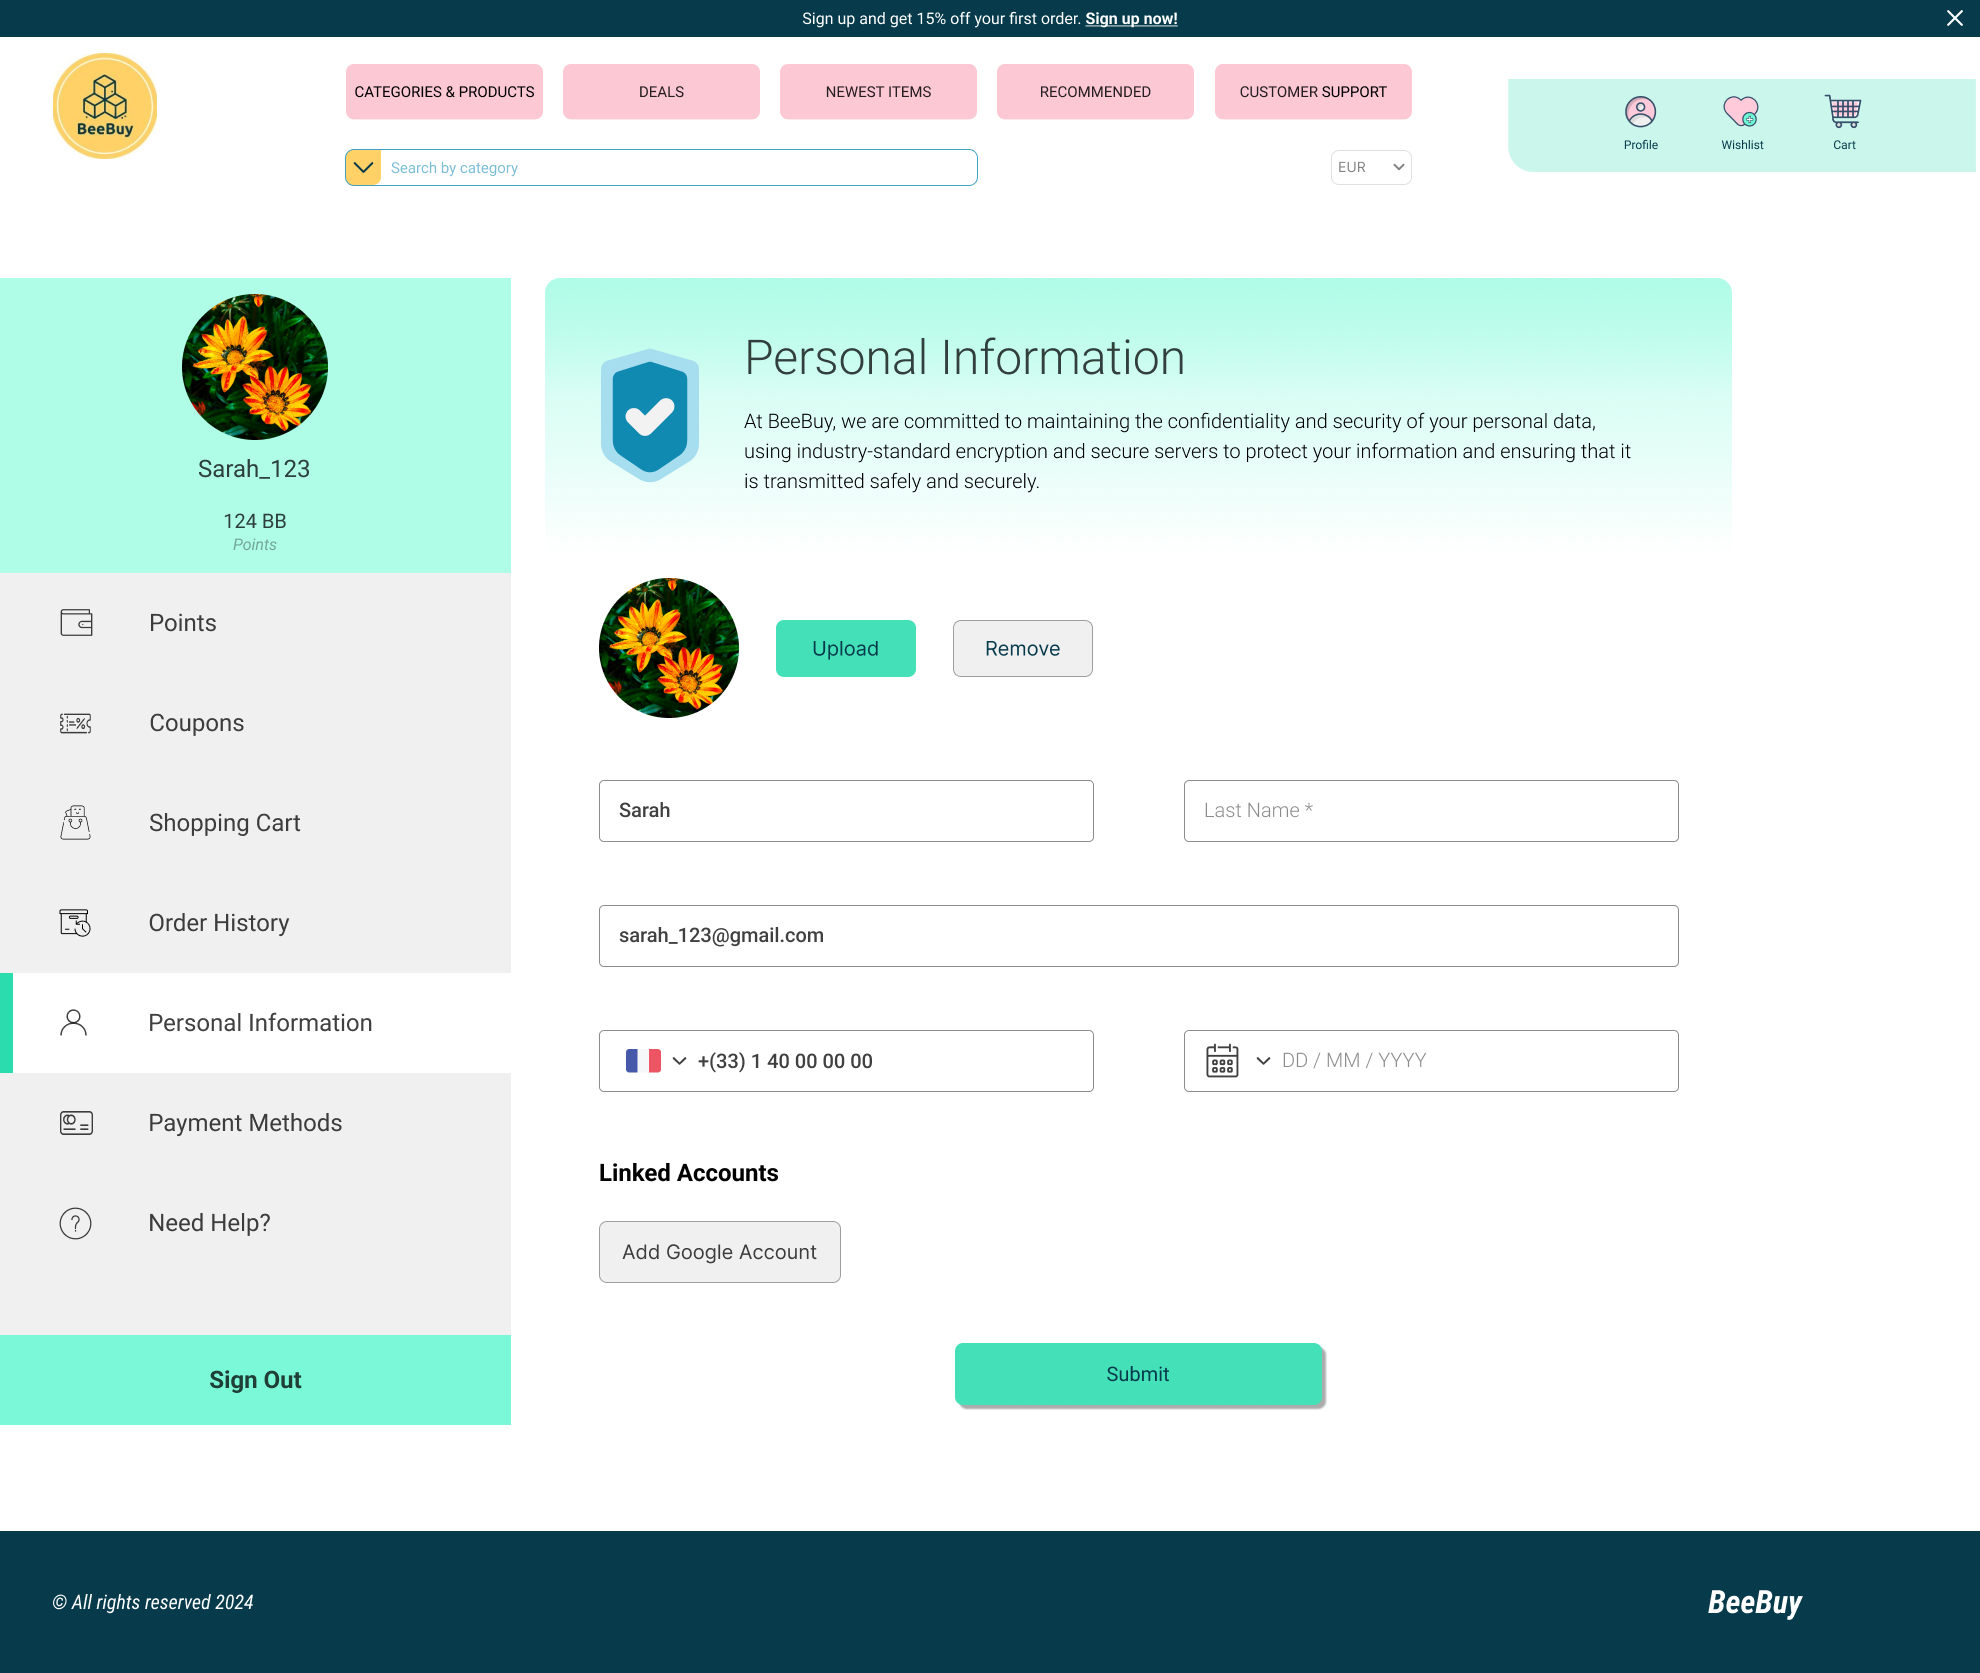 Sign up and get 15% off your first order. Sign up now!
BeeBuy
CATEGORIES & PRODUCTS
DEALS
NEWEST ITEMS
RECOMMENDED
CUSTOMER SUPPORT
Search by category
EUR
Profile
Wishlist
Cart
Sarah_123
124 BB
Points
Points
Coupons
Shopping Cart
Order History
Personal Information
Payment Methods
Need Help?
Sign Out
Personal Information
At BeeBuy, we are committed to maintaining the confidentiality and security of your personal data,
using industry-standard encryption and secure servers to protect your information and ensuring that it
is transmitted safely and securely.
Upload
Remove
Sarah
Last Name *
sarah_123@gmail.com
+(33) 1 40 00 00 00
DD / MM / YYYY
Linked Accounts
Add Google Account
Submit
© All rights reserved 2024
BeeBuy